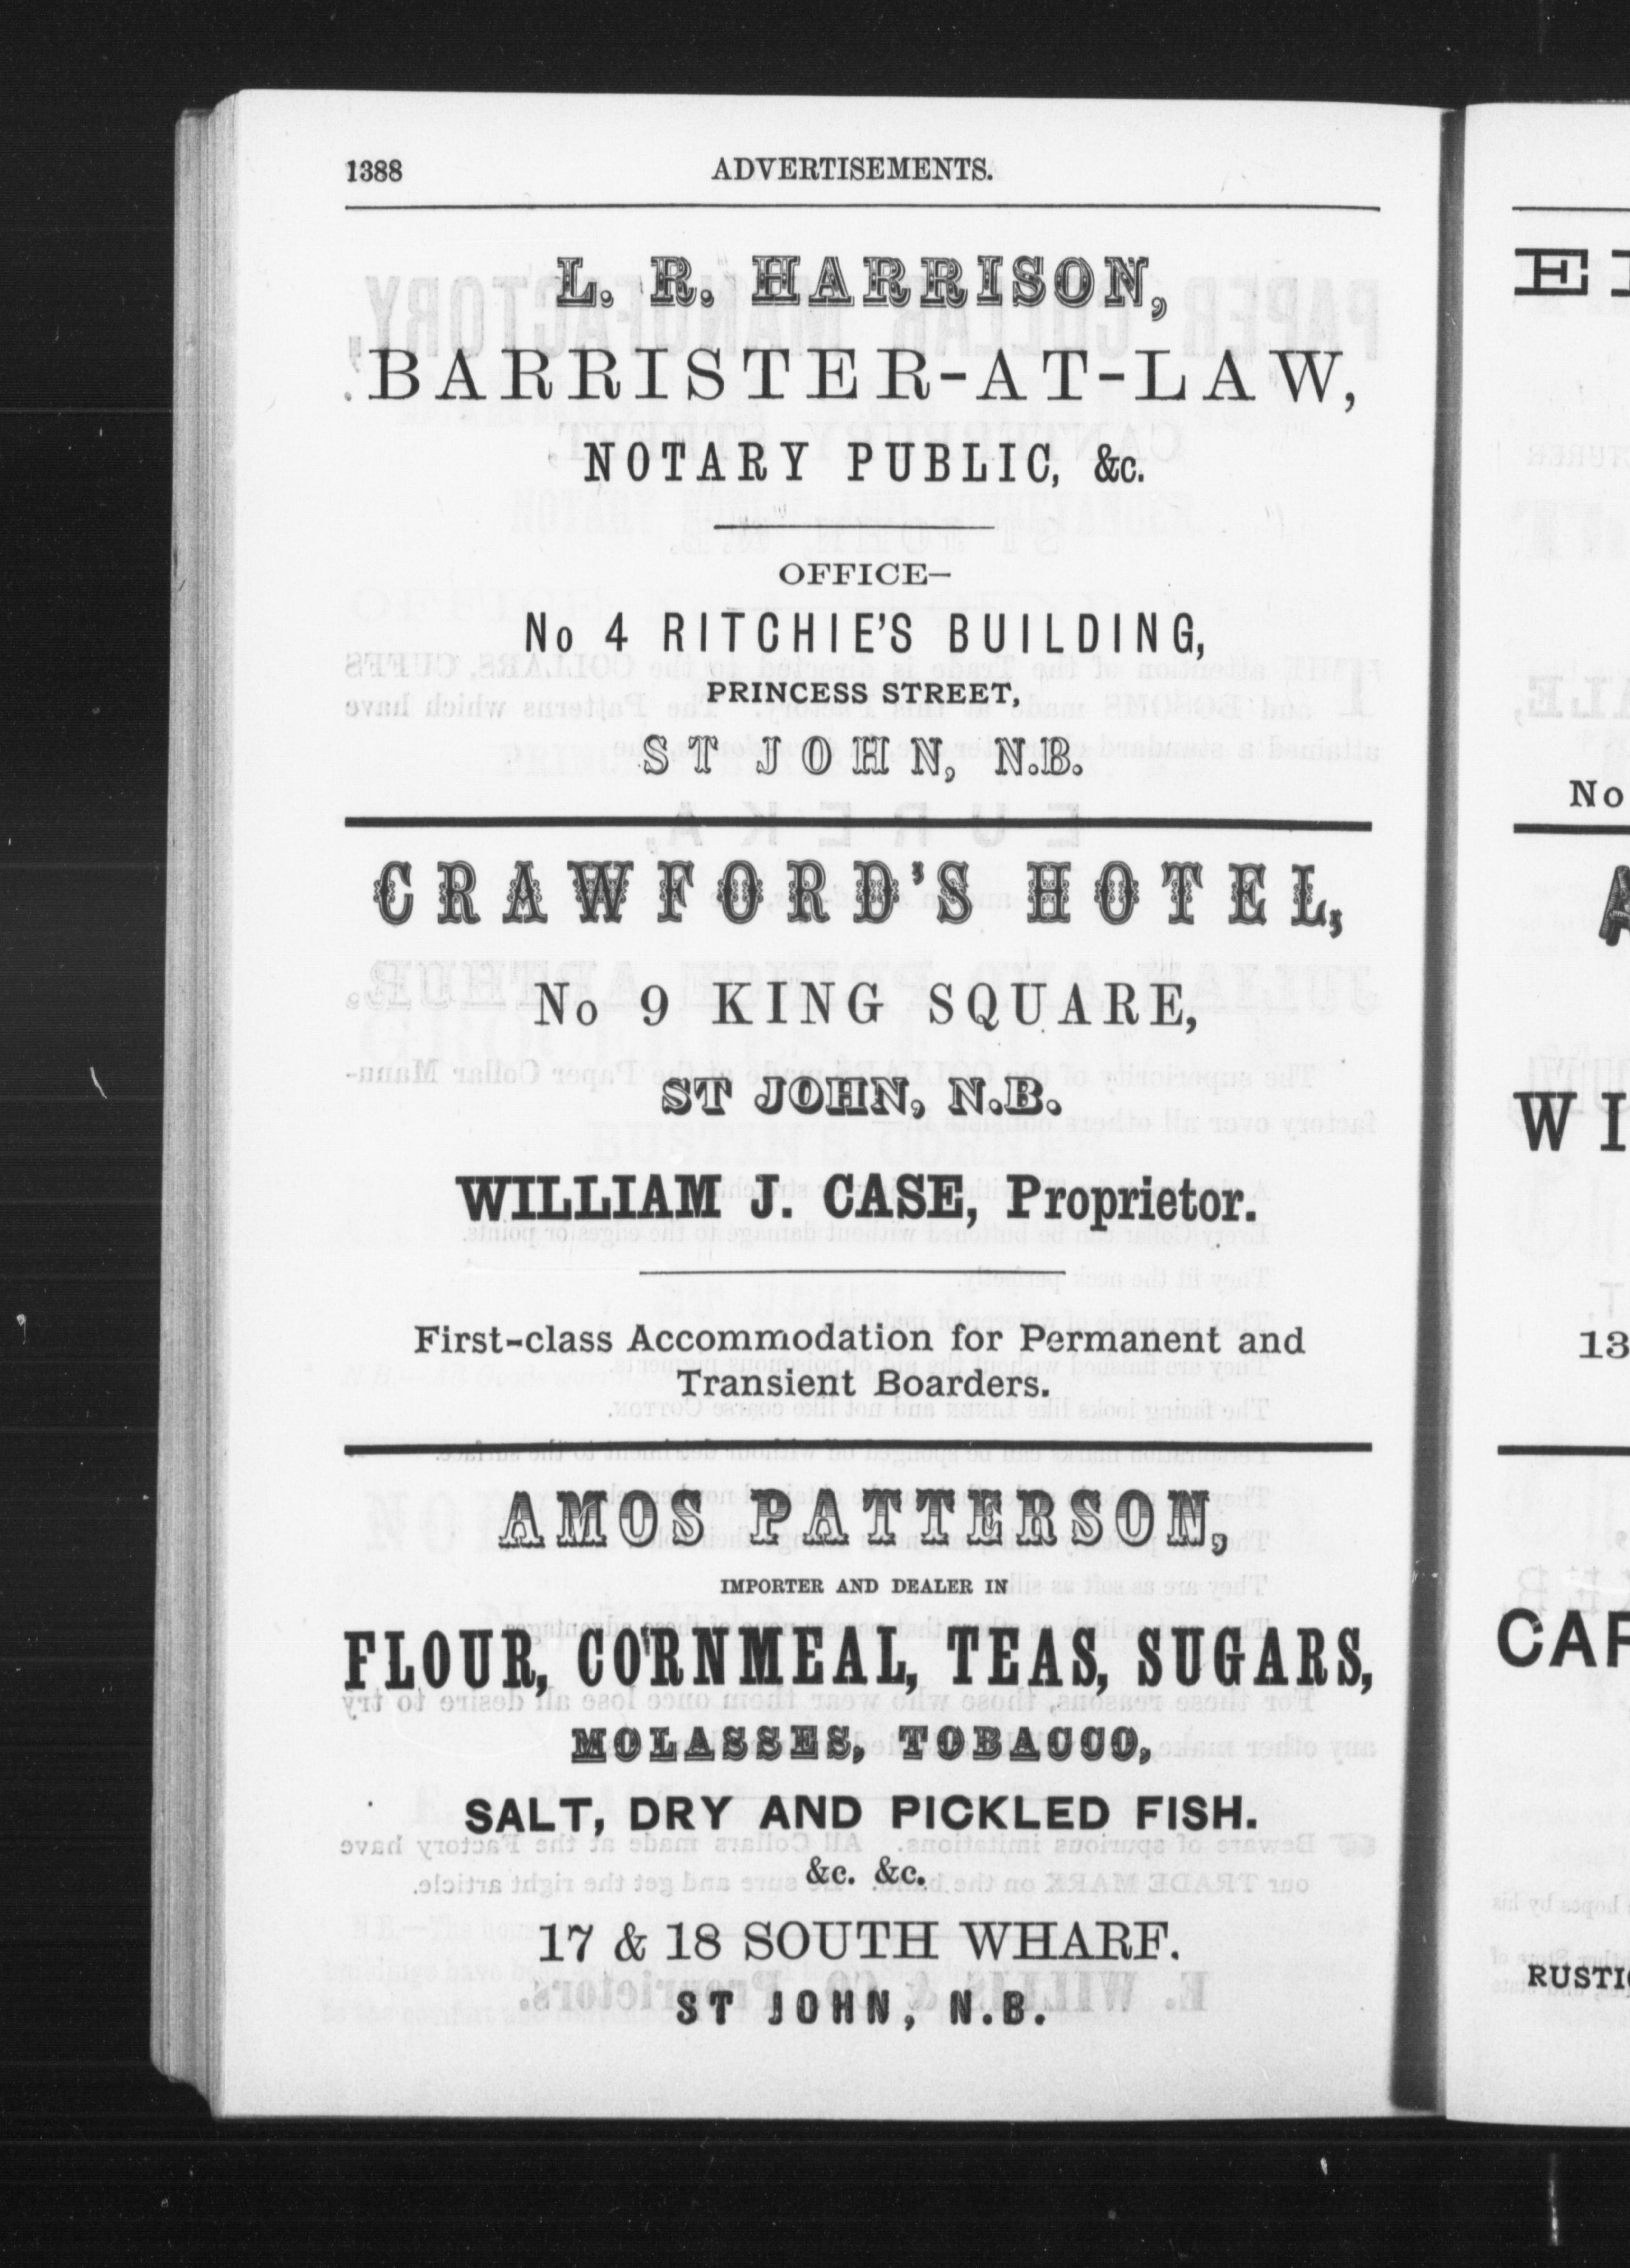 1388 ADVERTISEMENTS.
L. R. HARRISON,
BARRISTER-AT-LAW,
NOTARY PUBLIC, &c.
OFFICE—
No 4 RITCHIE'S BUILDING,
PRINCESS STREET,
ST JOHN, N.B.
CRAWFORD'S HOTEL,
No 9 KING SQUARE,
ST JOHN, N.B.
WILLIAM J. CASE, Proprietor.
First-class Accommodation for Permanent and
Transient Boarders.
AMOS PATTERSON,
IMPORTER AND DEALER IN
FLOUR, CORNMEAL, TEAS, SUGARS,
MOLASSES, TOBACCO,
SALT, DRY AND PICKLED FISH.
&c. &c.
17 & 18 SOUTH WHARF.
ST JOHN, N.B.
No
13